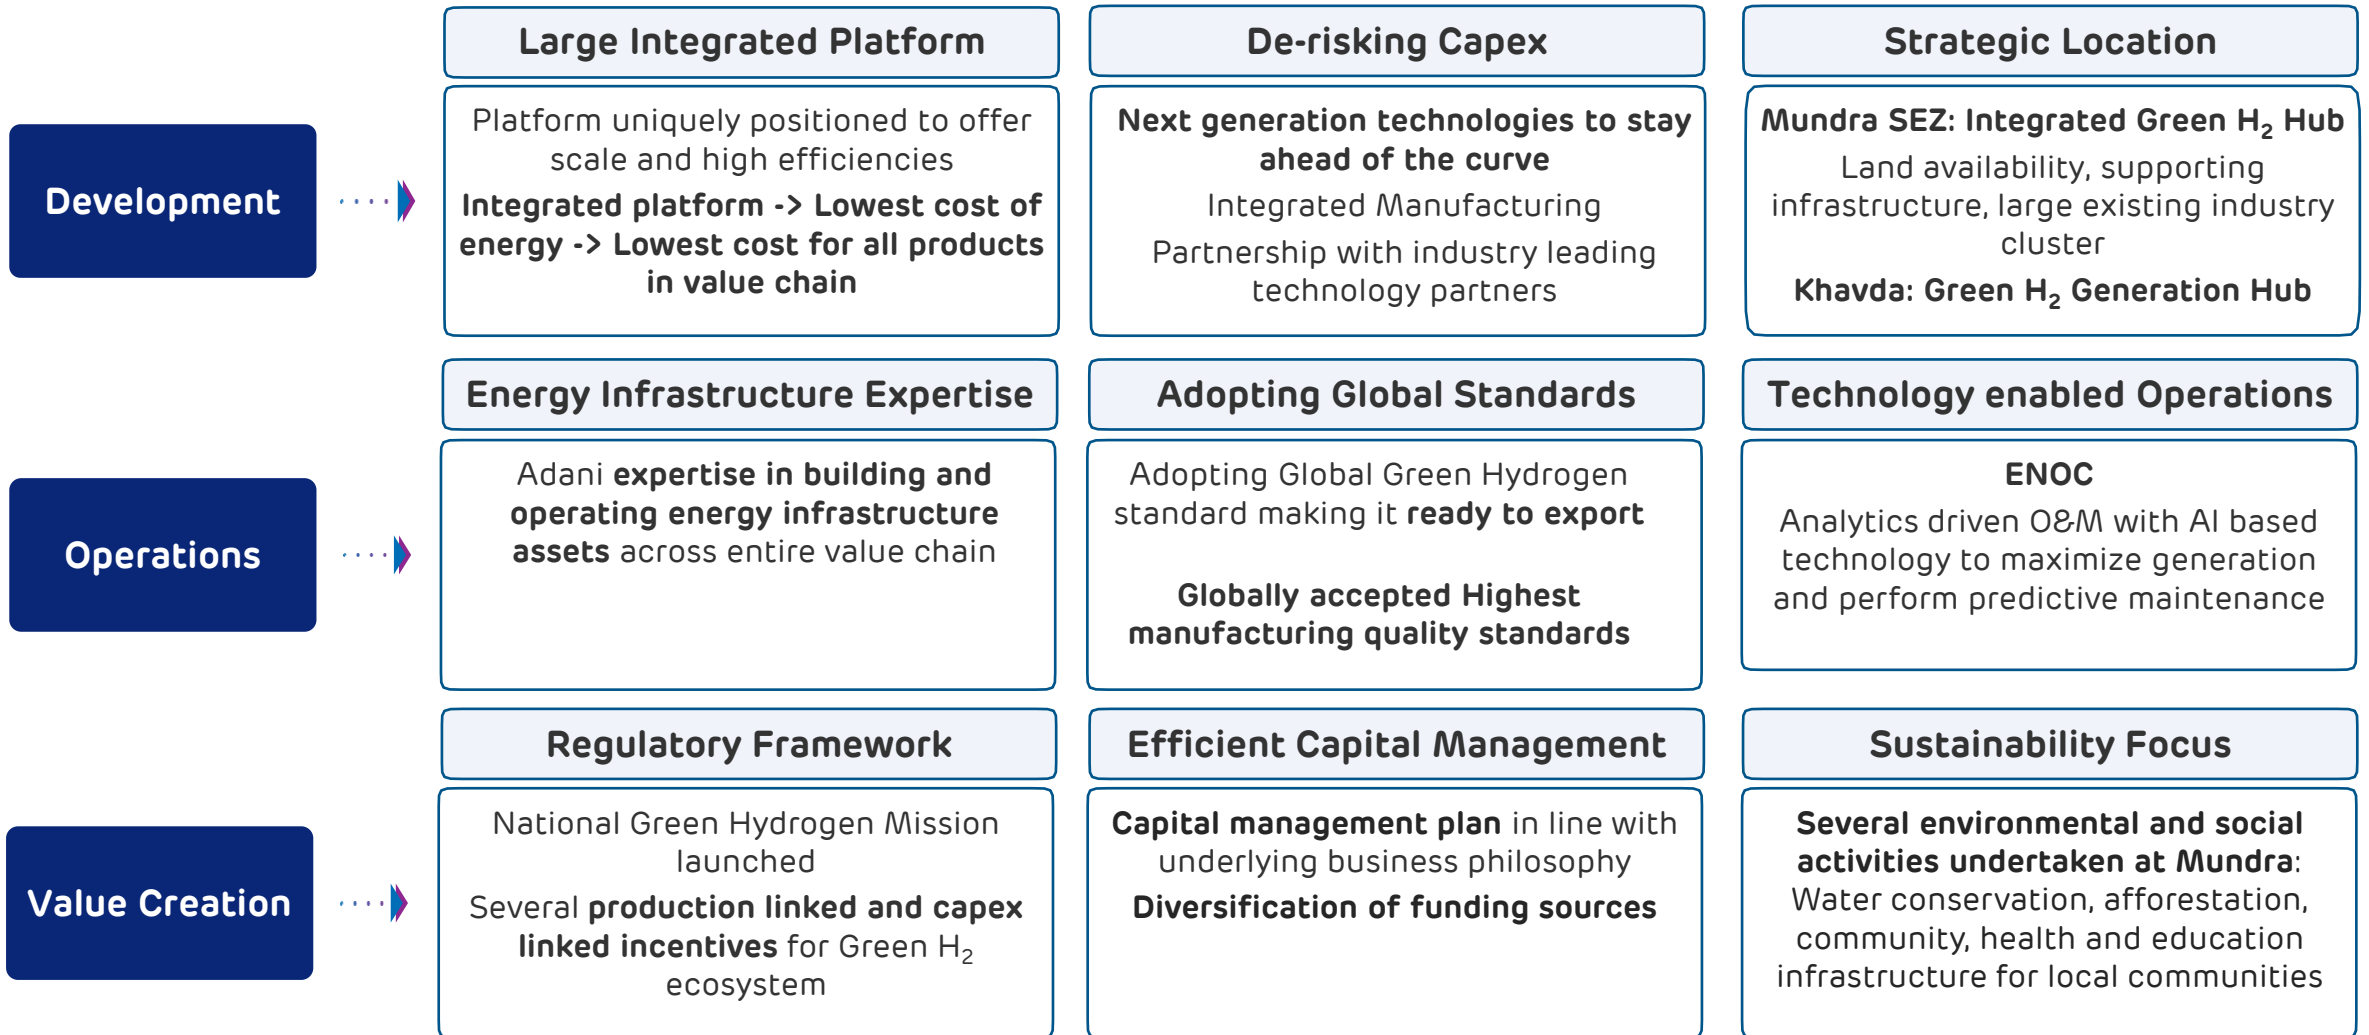 Large Integrated Platform
De-risking Capex
Strategic Location
Development
Platform uniquely positioned to offer
scale and high efficiencies
Integrated platform -> Lowest cost of
energy -> Lowest cost for all products
in value chain
Next generation technologies to stay
ahead of the curve
Integrated Manufacturing
Partnership with industry leading
technology partners
Mundra SEZ: Integrated Green H₂ Hub
Land availability, supporting
infrastructure, large existing industry
cluster
Khavda: Green H₂ Generation Hub
Energy Infrastructure Expertise
Adopting Global Standards
Technology enabled Operations
Operations
Adani expertise in building and
operating energy infrastructure
assets across entire value chain
Adopting Global Green Hydrogen
standard making it ready to export
Globally accepted Highest
manufacturing quality standards
ENOC
Analytics driven O&M with AI based
technology to maximize generation
and perform predictive maintenance
Regulatory Framework
Efficient Capital Management
Sustainability Focus
Value Creation
National Green Hydrogen Mission
launched
Several production linked and capex
linked incentives for Green H₂
ecosystem
Capital management plan in line with
underlying business philosophy
Diversification of funding sources
Several environmental and social
activities undertaken at Mundra:
Water conservation, afforestation,
community, health and education
infrastructure for local communities